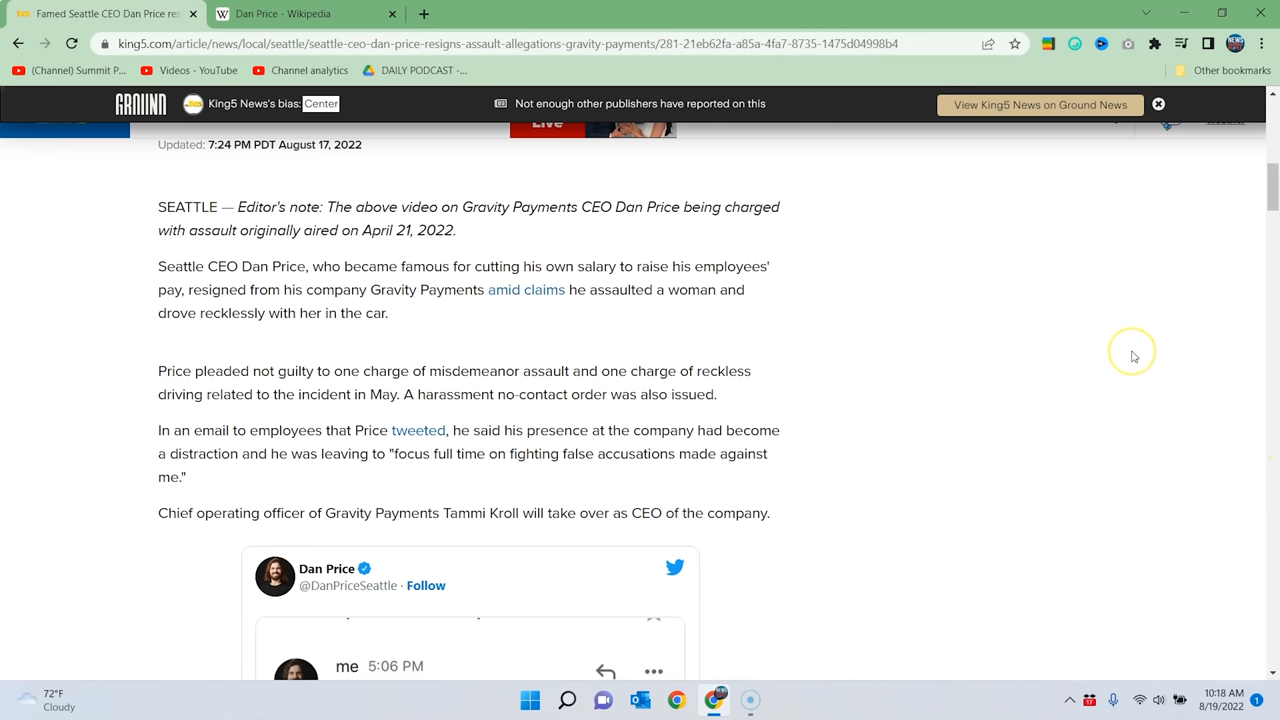 Famed Seattle CEO Dan Price res
Dan Price - Wikipedia
king5.com/article/news/local/seattle/seattle-ceo-dan-price-resigns-assault-allegations-gravity-payments/281-21eb62fa-a85a-4fa7-8735-1475d04998b4
(Channel) Summit P...
Videos - YouTube
Channel analytics
DAILY PODCAST -...
Other bookmarks
GROUND
King5 News's bias: Center
Not enough other publishers have reported on this
View King5 News on Ground News
Live
Updated: 7:24 PM PDT August 17, 2022
SEATTLE — Editor's note: The above video on Gravity Payments CEO Dan Price being charged
with assault originally aired on April 21, 2022.
Seattle CEO Dan Price, who became famous for cutting his own salary to raise his employees'
pay, resigned from his company Gravity Payments amid claims he assaulted a woman and
drove recklessly with her in the car.
Price pleaded not guilty to one charge of misdemeanor assault and one charge of reckless
driving related to the incident in May. A harassment no-contact order was also issued.
In an email to employees that Price tweeted, he said his presence at the company had become
a distraction and he was leaving to "focus full time on fighting false accusations made against
me."
Chief operating officer of Gravity Payments Tammi Kroll will take over as CEO of the company.
Dan Price
@DanPriceSeattle · Follow
me 5:06 PM
72°F
Cloudy
17
10:18 AM
8/19/2022
1